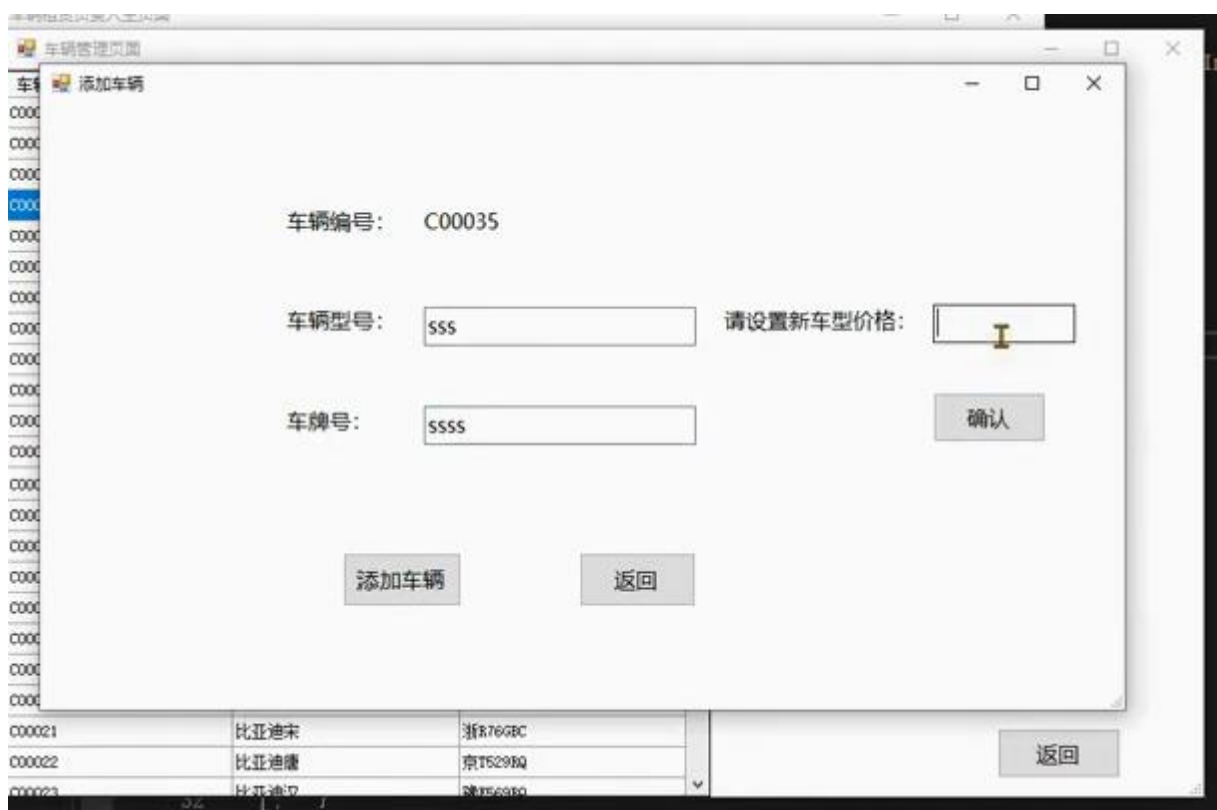 车辆管理页面
添加车辆
车辆编号： C00035
车辆型号： sss 请设置新车型价格：
车牌号： ssss 确认
添加车辆 返回
C00021 比亚迪宋 浙R76GBC
C00022 比亚迪唐 京T529BQ
返回